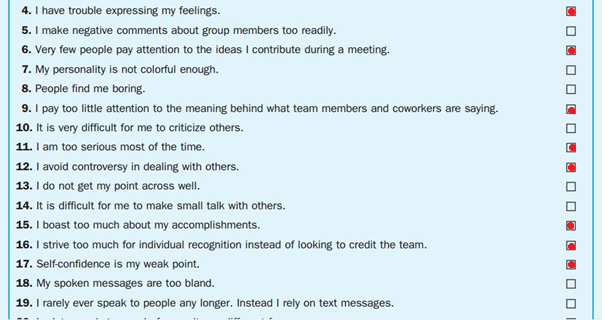 4. I have trouble expressing my feelings.
5. I make negative comments about group members too readily.
6. Very few people pay attention to the ideas I contribute during a meeting.
7. My personality is not colorful enough.
8. People find me boring.
9. I pay too little attention to the meaning behind what team members and coworkers are saying.
10. It is very difficult for me to criticize others.
11. I am too serious most of the time.
12. I avoid controversy in dealing with others.
13. I do not get my point across well.
14. It is difficult for me to make small talk with others.
15. I boast too much about my accomplishments.
16. I strive too much for individual recognition instead of looking to credit the team.
17. Self-confidence is my weak point.
18. My spoken messages are too bland.
19. I rarely ever speak to people any longer. Instead I rely on text messages.